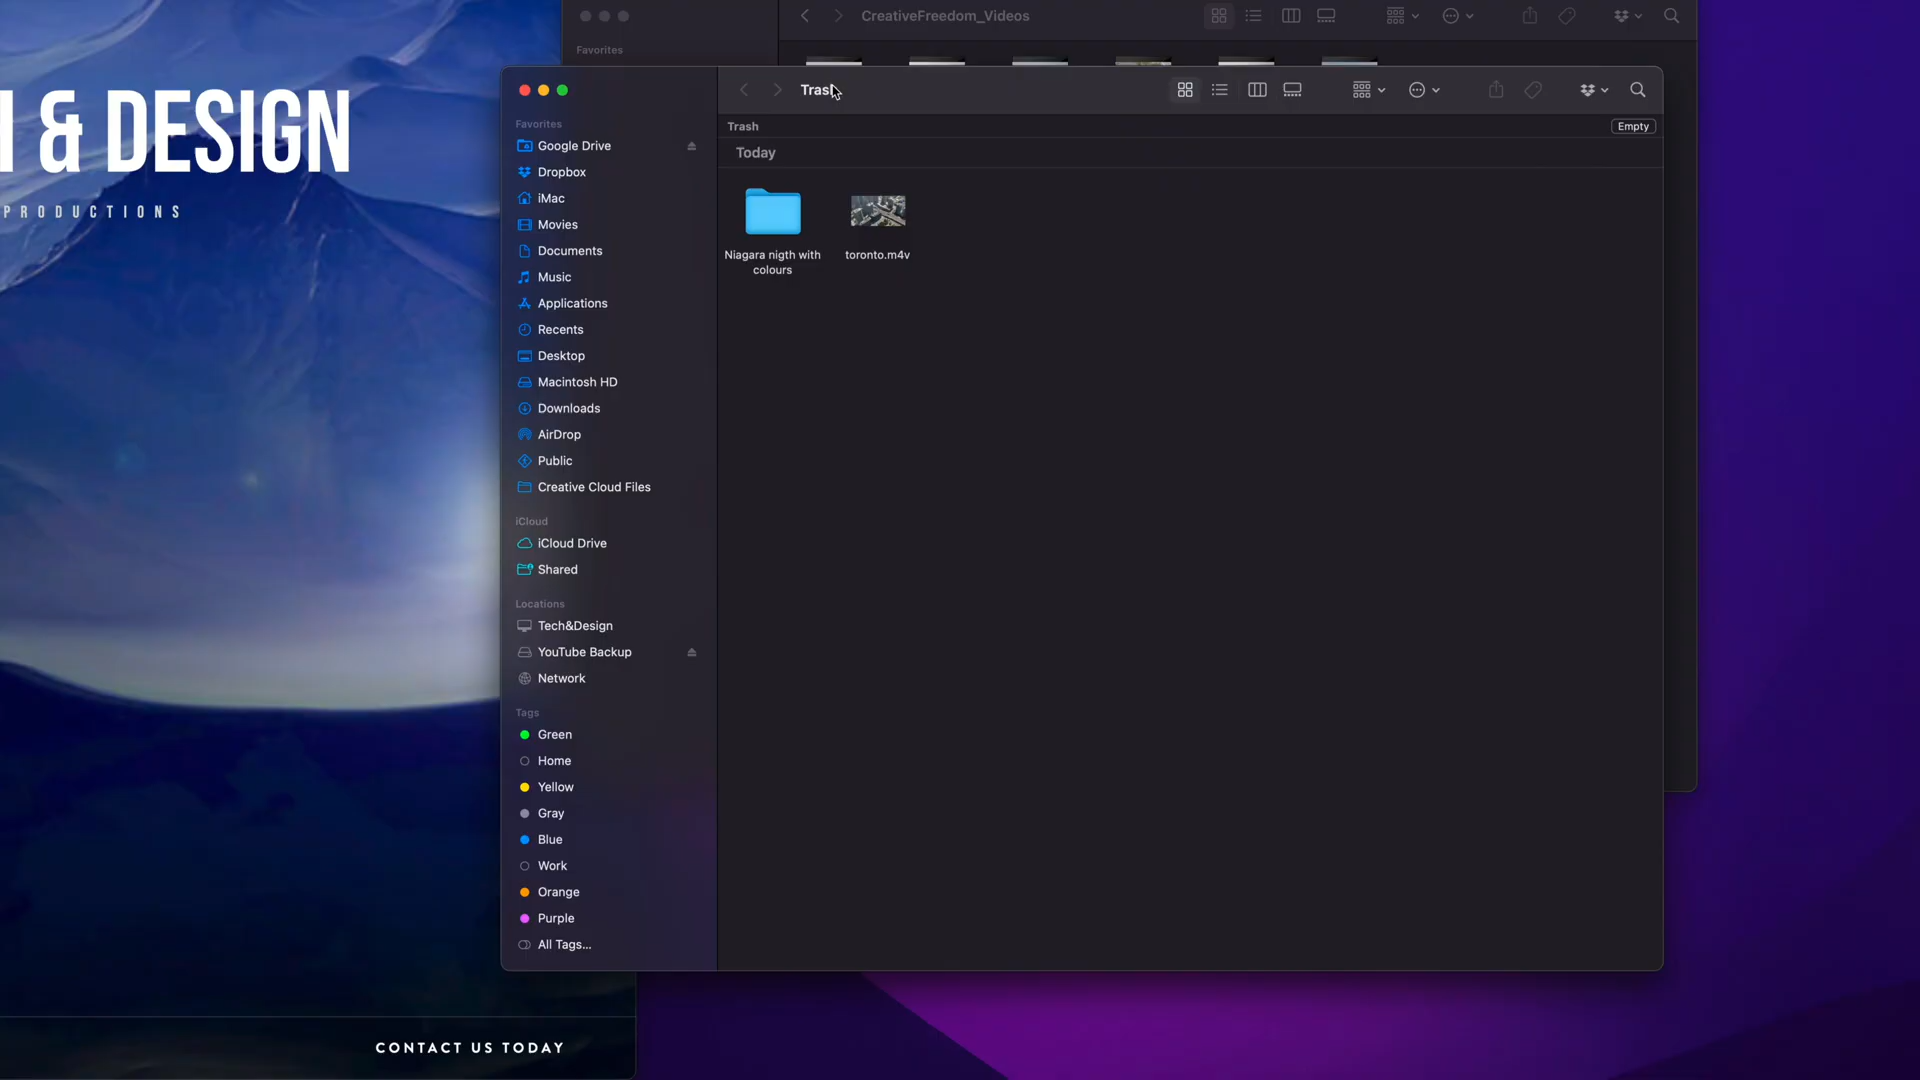 & DESIGN
PRODUCTIONS
CONTACT US TODAY
Favorites
CreativeFreedom_Videos
Trash
Trash
Empty
Today
Niagara nigth with
colours
toronto.m4v
Favorites
Google Drive
Dropbox
iMac
Movies
Documents
Music
Applications
Recents
Desktop
Macintosh HD
Downloads
AirDrop
Public
Creative Cloud Files
iCloud
iCloud Drive
Shared
Locations
Tech&Design
YouTube Backup
Network
Tags
Green
Home
Yellow
Gray
Blue
Work
Orange
Purple
All Tags...